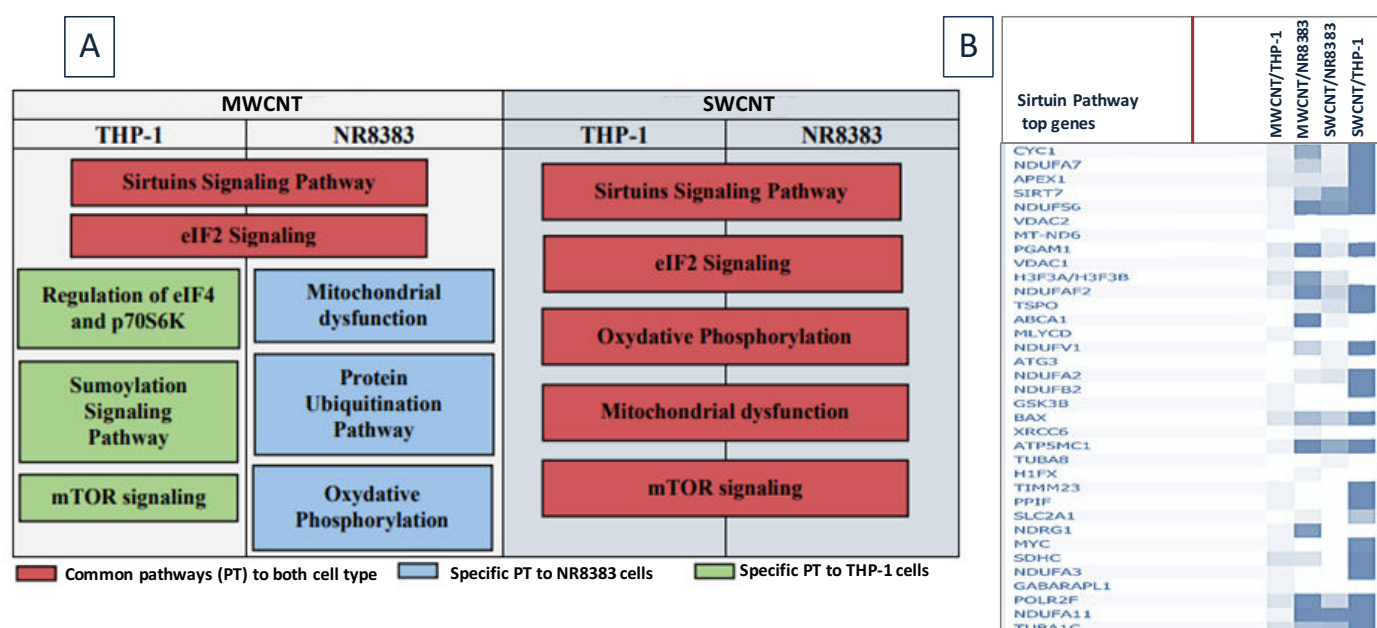 A
MWCNT
SWCNT
THP-1
NR8383
THP-1
NR8383
Sirtuins Signaling Pathway
eIF2 Signaling
Regulation of eIF4
and p70S6K
Mitochondrial
dysfunction
Sumoylation
Signaling
Pathway
Protein
Ubiquitination
Pathway
mTOR signaling
Oxydative
Phosphorylation
Sirtuins Signaling Pathway
eIF2 Signaling
Oxydative Phosphorylation
Mitochondrial dysfunction
mTOR signaling
Common pathways (PT) to both cell type
Specific PT to NR8383 cells
Specific PT to THP-1 cells
B
Sirtuin Pathway
top genes
MWCNT/THP-1
MWCNT/NR8383
SWCNT/NR8383
SWCNT/THP-1
CYC1
NDUFA7
APEX1
SIRT7
NDUFS6
VDAC2
MT-ND6
PGAM1
VDAC1
H3F3A/H3F3B
NDUFAF2
TSPO
ABCA1
MLYCD
NDUFV1
ATG3
NDUFA2
NDUFB2
GSK3B
BAX
XRCC6
ATP5MC1
TUBA8
H1FX
TIMM23
PPIF
SLC2A1
NDRG1
MYC
SDHC
NDUFA3
GABARAPL1
POLR2F
NDUFA11